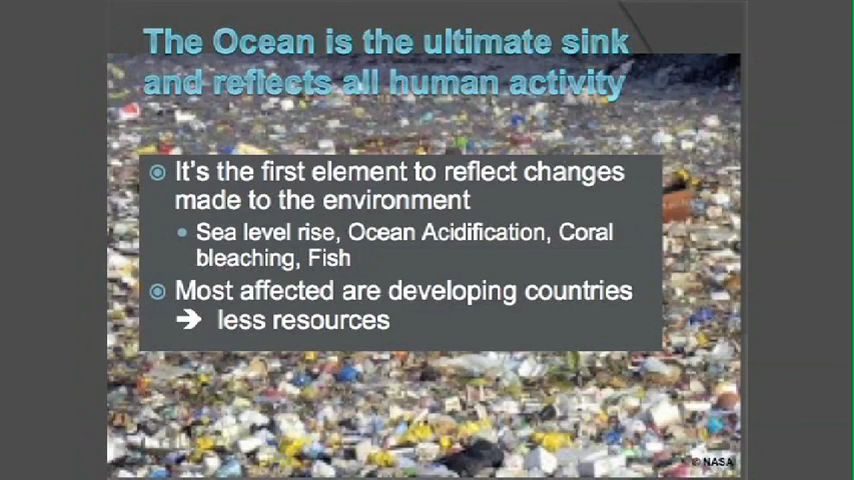 The Ocean is the ultimate sink
and reflects all human activity
It's the first element to reflect changes
made to the environment
Sea level rise, Ocean Acidification, Coral
bleaching, Fish
Most affected are developing countries
➔ less resources
© NASA